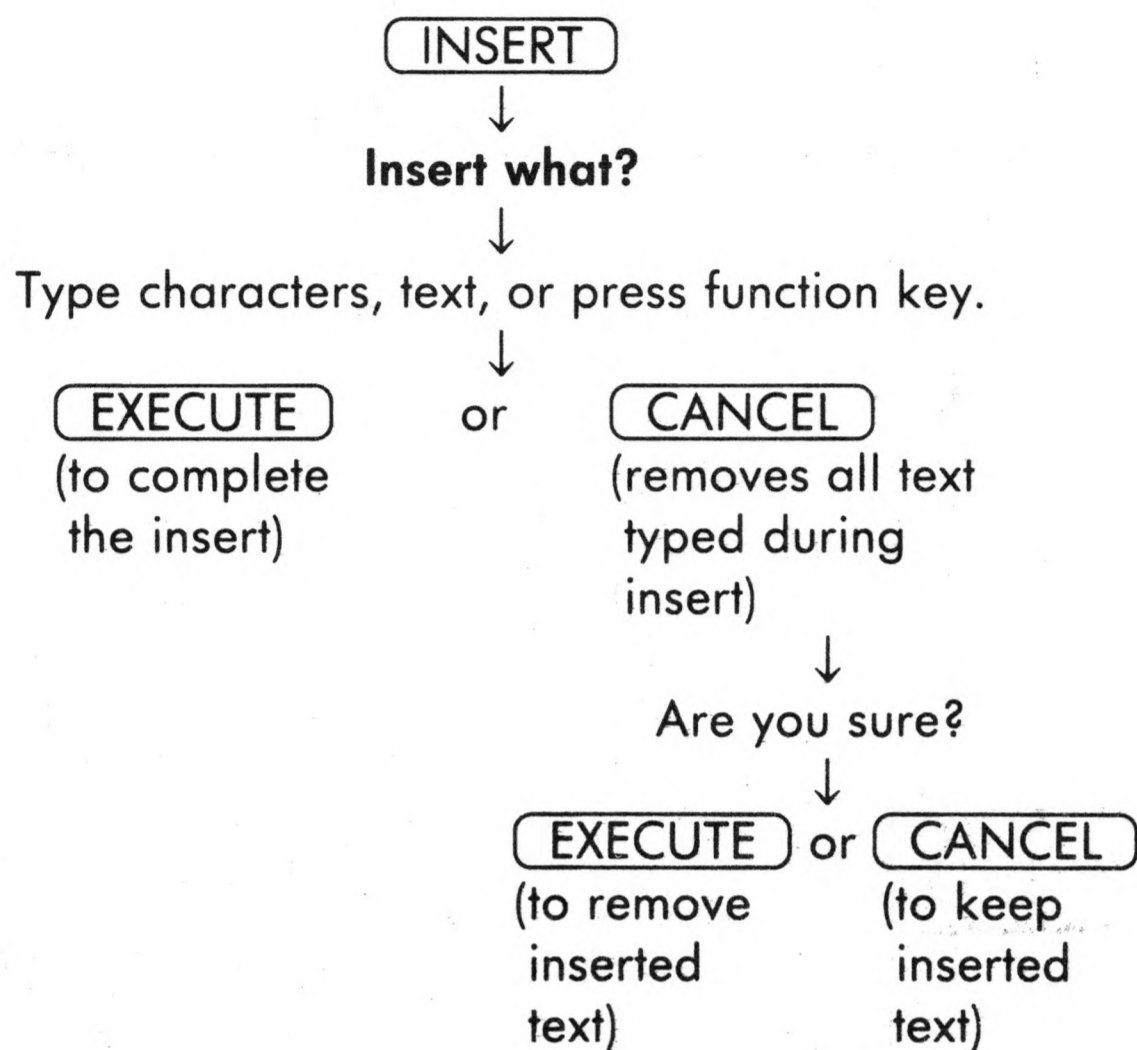 INSERT
↓
Insert what?
↓
Type characters, text, or press function key.
↓
EXECUTE or CANCEL
(to complete (removes all text
the insert) typed during
insert)
↓
Are you sure?
↓
EXECUTE or CANCEL
(to remove (to keep
inserted inserted
text) text)